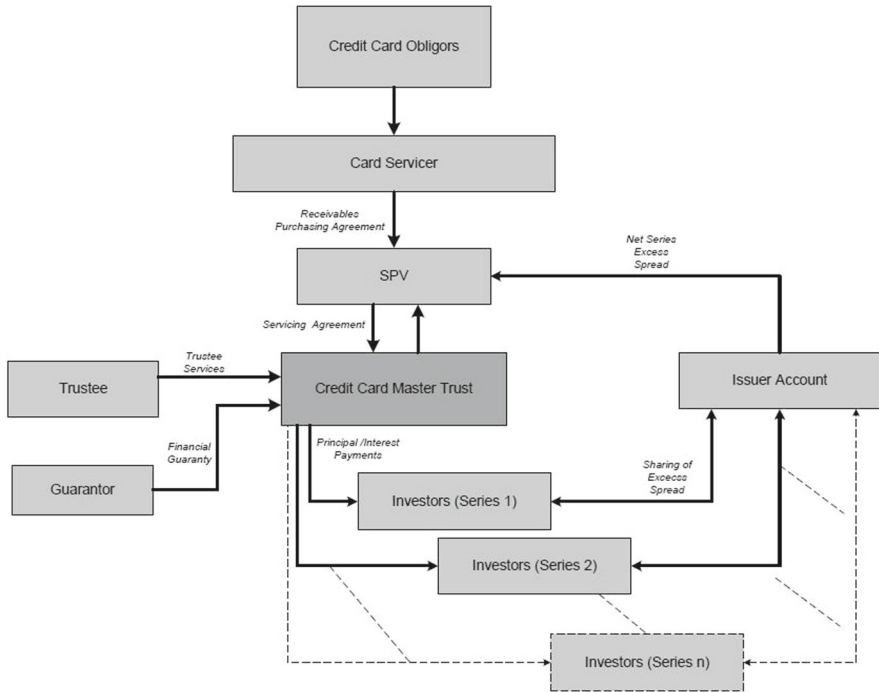 Credit Card Obligors
Card Servicer
Receivables
Purchasing Agreement
Net Series
Excess
Spread
SPV
Servicing Agreement
Trustee
Services
Trustee
Credit Card Master Trust
Issuer Account
Financial
Guaranty
Principal /Interest
Payments
Sharing of
Excecss
Spread
Guarantor
Investors (Series 1)
Investors (Series 2)
Investors (Series n)